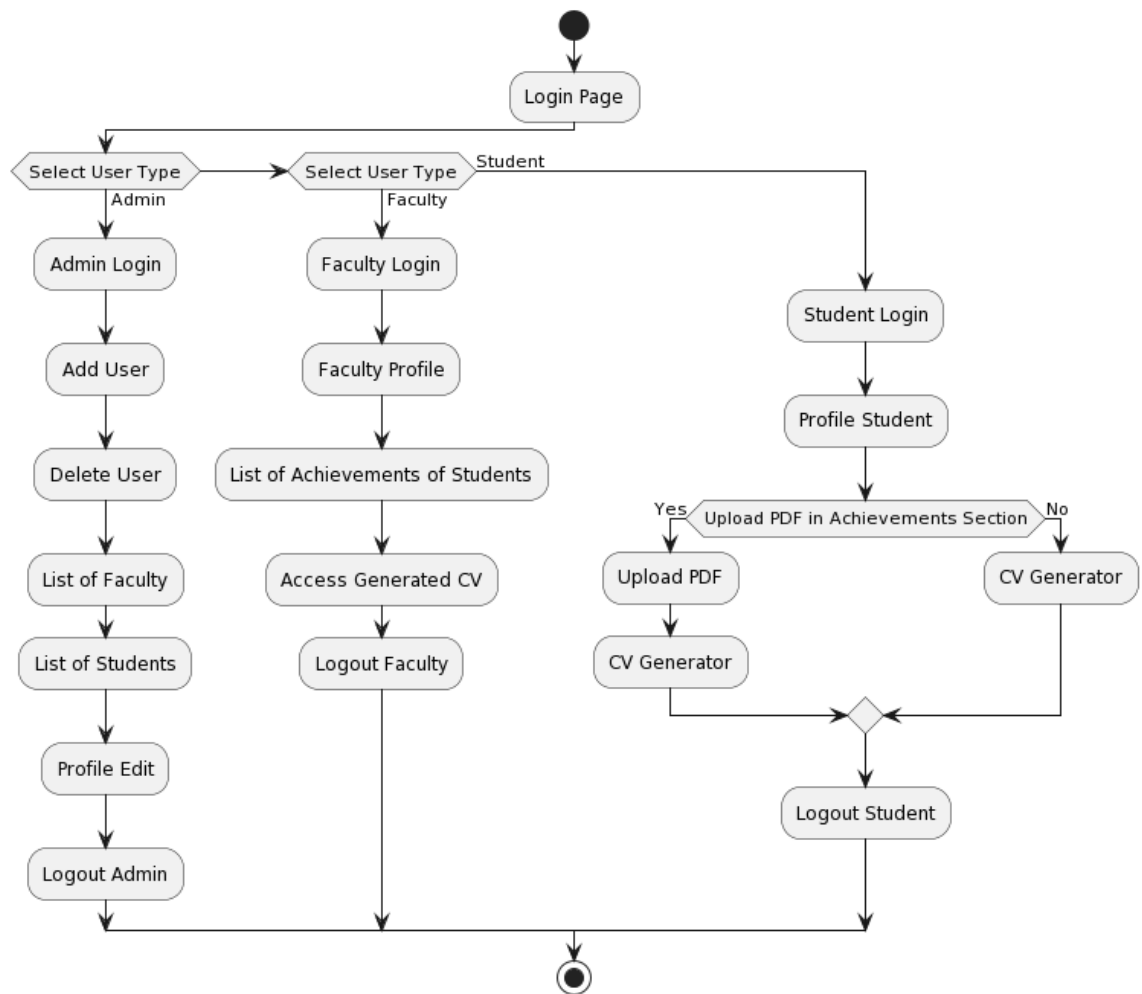 Login Page
Select User Type
Admin
Select User Type
Faculty
Student
Admin Login
Add User
Delete User
List of Faculty
List of Students
Profile Edit
Logout Admin
Faculty Login
Faculty Profile
List of Achievements of Students
Access Generated CV
Logout Faculty
Student Login
Profile Student
Upload PDF in Achievements Section
Yes
No
Upload PDF
CV Generator
CV Generator
Logout Student